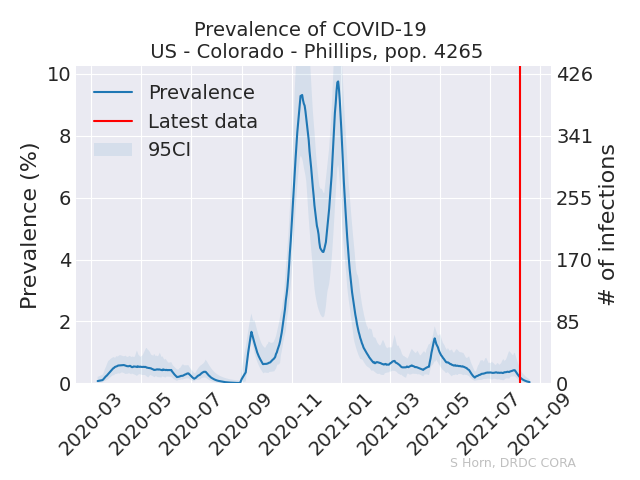 Prevalence of COVID-19
US - Colorado - Phillips, pop. 4265
Prevalence
Latest data
95CI
Prevalence (%)
10
8
6
4
2
0
# of infections
426
341
255
170
85
0
2020-03
2020-05
2020-07
2020-09
2020-11
2021-01
2021-03
2021-05
2021-07
2021-09
S Horn, DRDC CORA